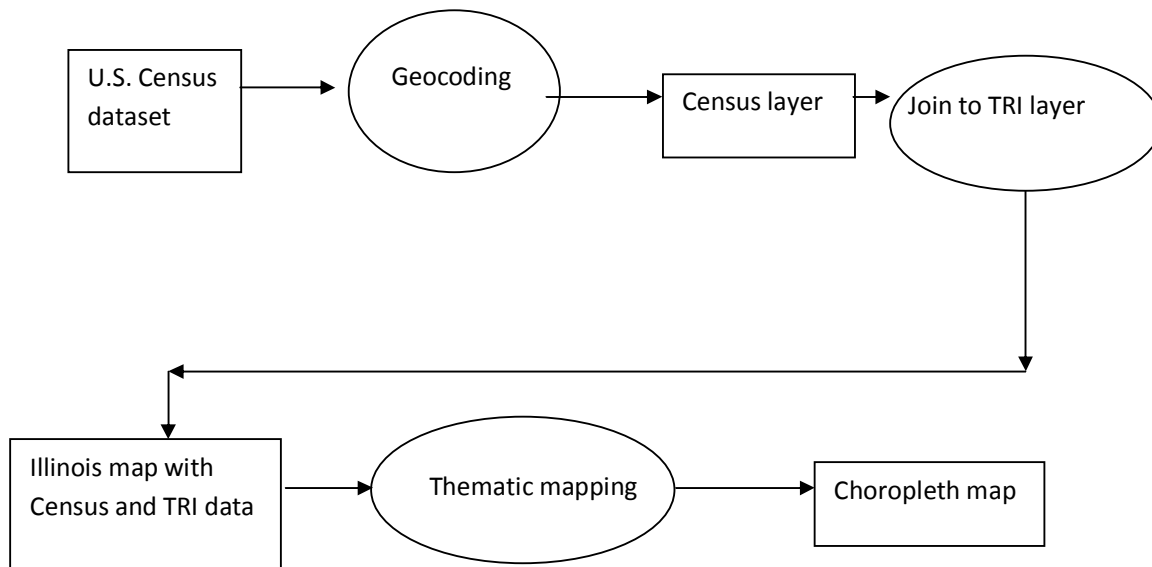 U.S. Census
dataset
Geocoding
Census layer
Join to TRI layer
Illinois map with
Census and TRI data
Thematic mapping
Choropleth map